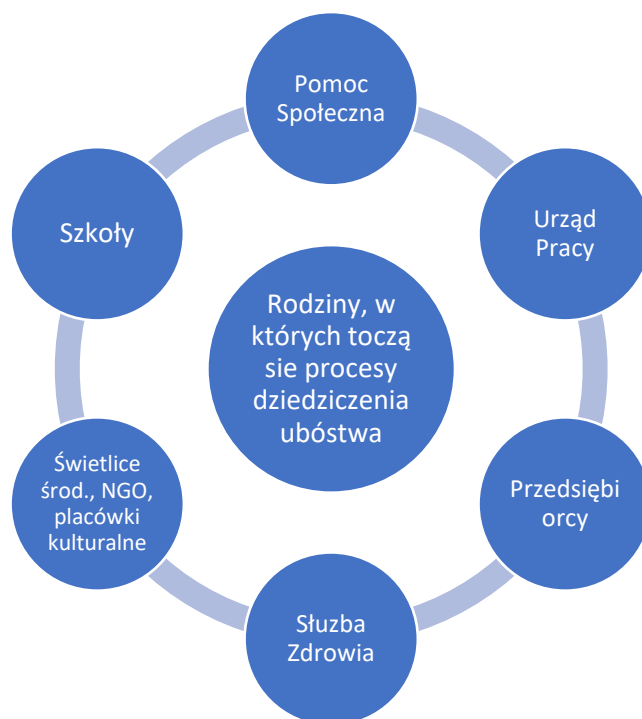 Pomoc
Społeczna
Urząd
Pracy
Przedsiębi
orcy
Słuzba
Zdrowia
Świetlice
środ., NGO,
placówki
kulturalne
Szkoły
Rodziny, w
których toczą
sie procesy
dziedziczenia
ubóstwa